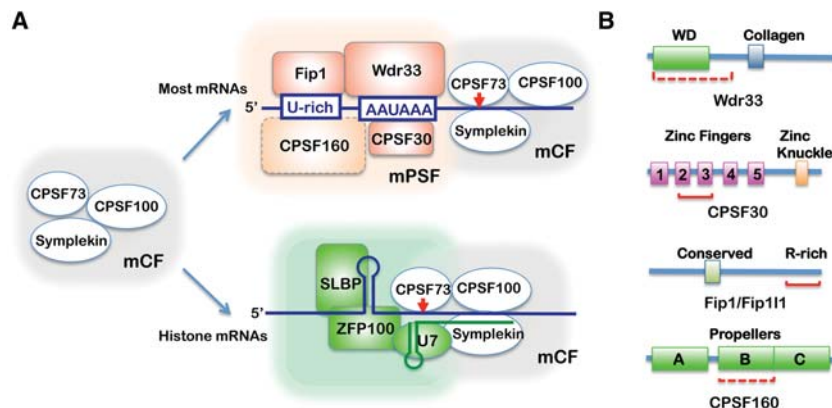 A
Most mRNAs
5'
Fip1
Wdr33
U-rich
AAUAAA
CPSF160
CPSF30
mPSF
CPSF73
CPSF100
Symplekin
mCF
CPSF73
CPSF100
Symplekin
mCF
Histone mRNAs
5'
SLBP
ZFP100
U7
CPSF73
CPSF100
Symplekin
mCF
B
WD
Collagen
Wdr33
Zinc Fingers
Zinc
Knuckle
1 2 3 4 5
CPSF30
Conserved
R-rich
Fip1/Fip1l1
Propellers
A B C
CPSF160